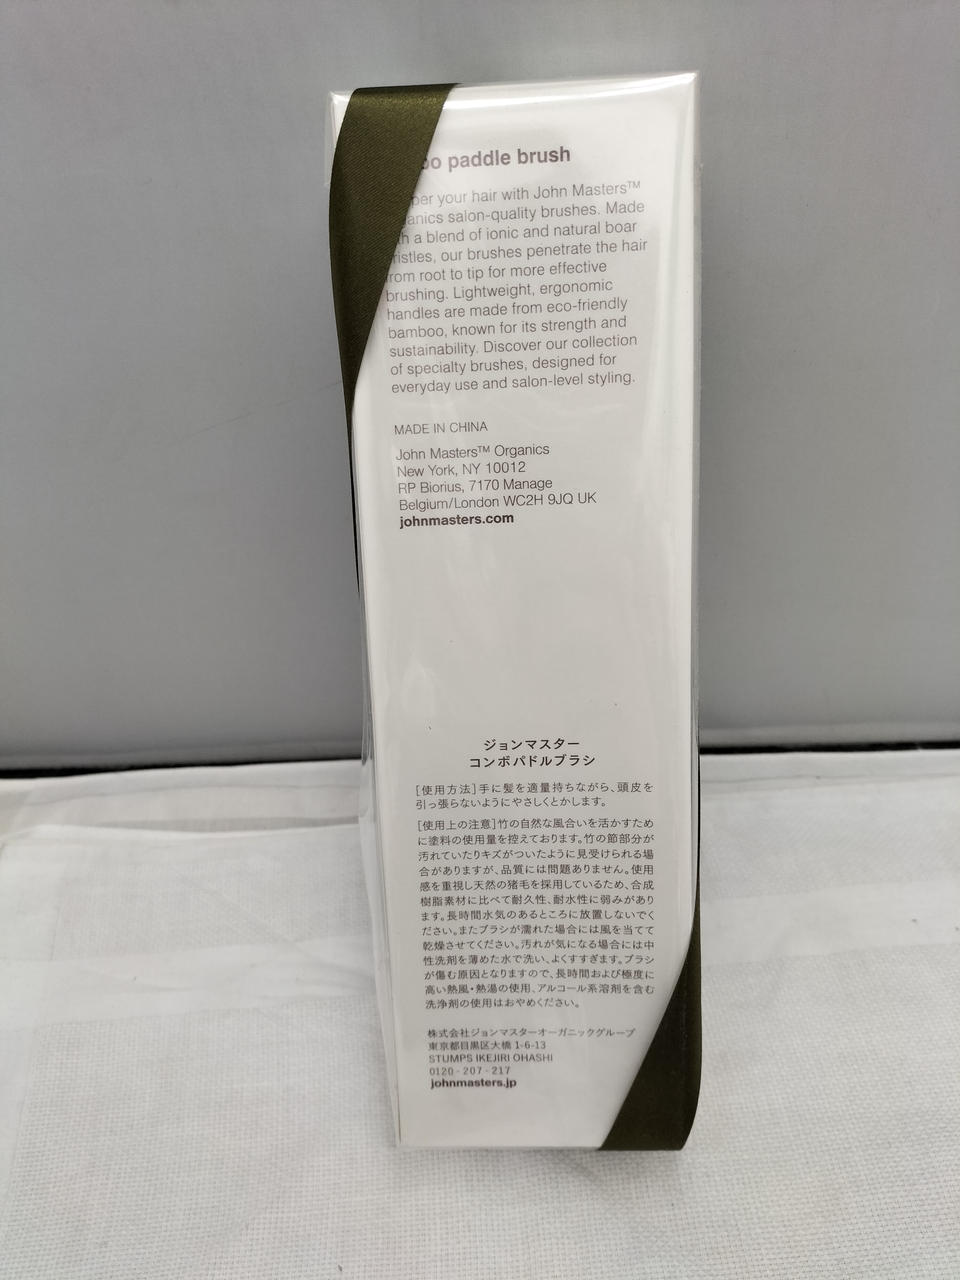 paddle brush
your hair with John Masters™
salon-quality brushes. Made
a blend of ionic and natural boar
our brushes penetrate the hair
from root to tip for more effective
brushing. Lightweight, ergonomic
handles are made from eco-friendly
bamboo, known for its strength and
sustainability. Discover our collection
of specialty brushes, designed for
everyday use and salon-level styling.
MADE IN CHINA
John Masters™ Organics
New York, NY 10012
RP Biorius, 7170 Manage
Belgium/London WC2H 9JQ UK
johnmasters.com
ジョンマスター
コンボパドルブラシ
[使用方法]手に髪を適量持ちながら、頭皮を
引っ張らないようにやさしくとかします。
[使用上の注意]竹の自然な風合いを活かすため
に塗料の使用量を控えております。竹の節部分が
汚れていたりキズがついたように見受けられる場
合がありますが、品質には問題ありません。使用
感を重視し天然の猪毛を採用しているため、合成
樹脂素材に比べて耐久性、耐水性に弱みがあり
ます。長時間水気のあるところに放置しないでく
ださい。またブラシが濡れた場合には風を当てて
乾燥させてください。汚れが気になる場合には中
性洗剤を薄めた水で洗い、よくすすぎます。ブラシ
が傷む原因となりますので、長時間および極度に
高い熱風・熱湯の使用、アルコール系溶剤を含む
洗浄剤の使用はおやめください。
株式会社ジョンマスターオーガニックグループ
東京都目黒区大橋 1-6-13
STUMPS IKEJIRI OHASHI
0120-207-217
johnmasters.jp